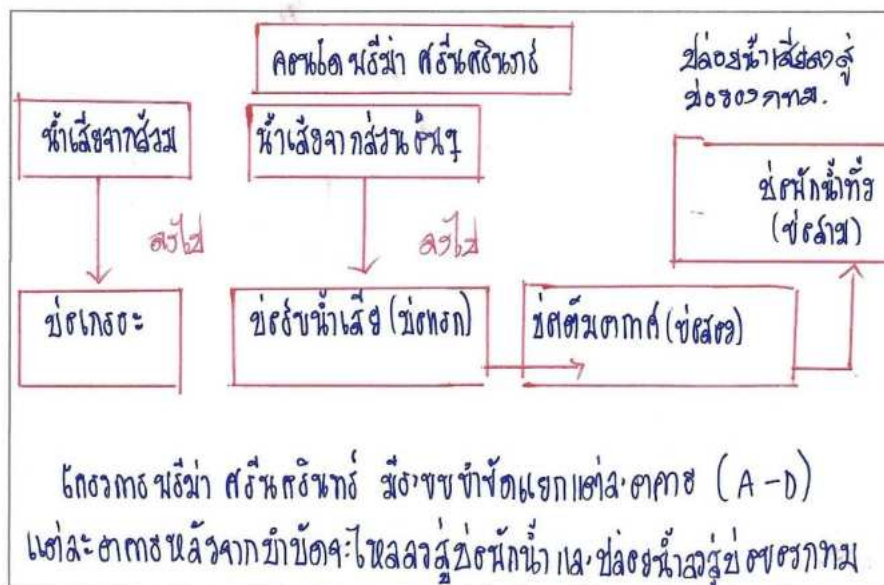 คอนโด พรีม่า ศรีนครินทร์
ปล่อยน้ำเสียลงสู่
บ่อของ กทม.
น้ำเสียจากส้วม
น้ำเสียจากส่วนอื่นๆ
บ่อพักน้ำทิ้ง
(บ่อสาม)
ลงไป
ลงไป
บ่อเกรอะ
บ่อรับน้ำเสีย (บ่อแรก)
บ่อเติมอากาศ (บ่อสอง)
โครงการ พรีม่า ศรีนครินทร์ มีระบบบำบัดแยกแต่ละอาคาร (A-D)
แต่ละอาคารหลังจากบำบัดจะไหลลงสู่บ่อพักน้ำ และปล่อยน้ำลงสู่บ่อของกทม